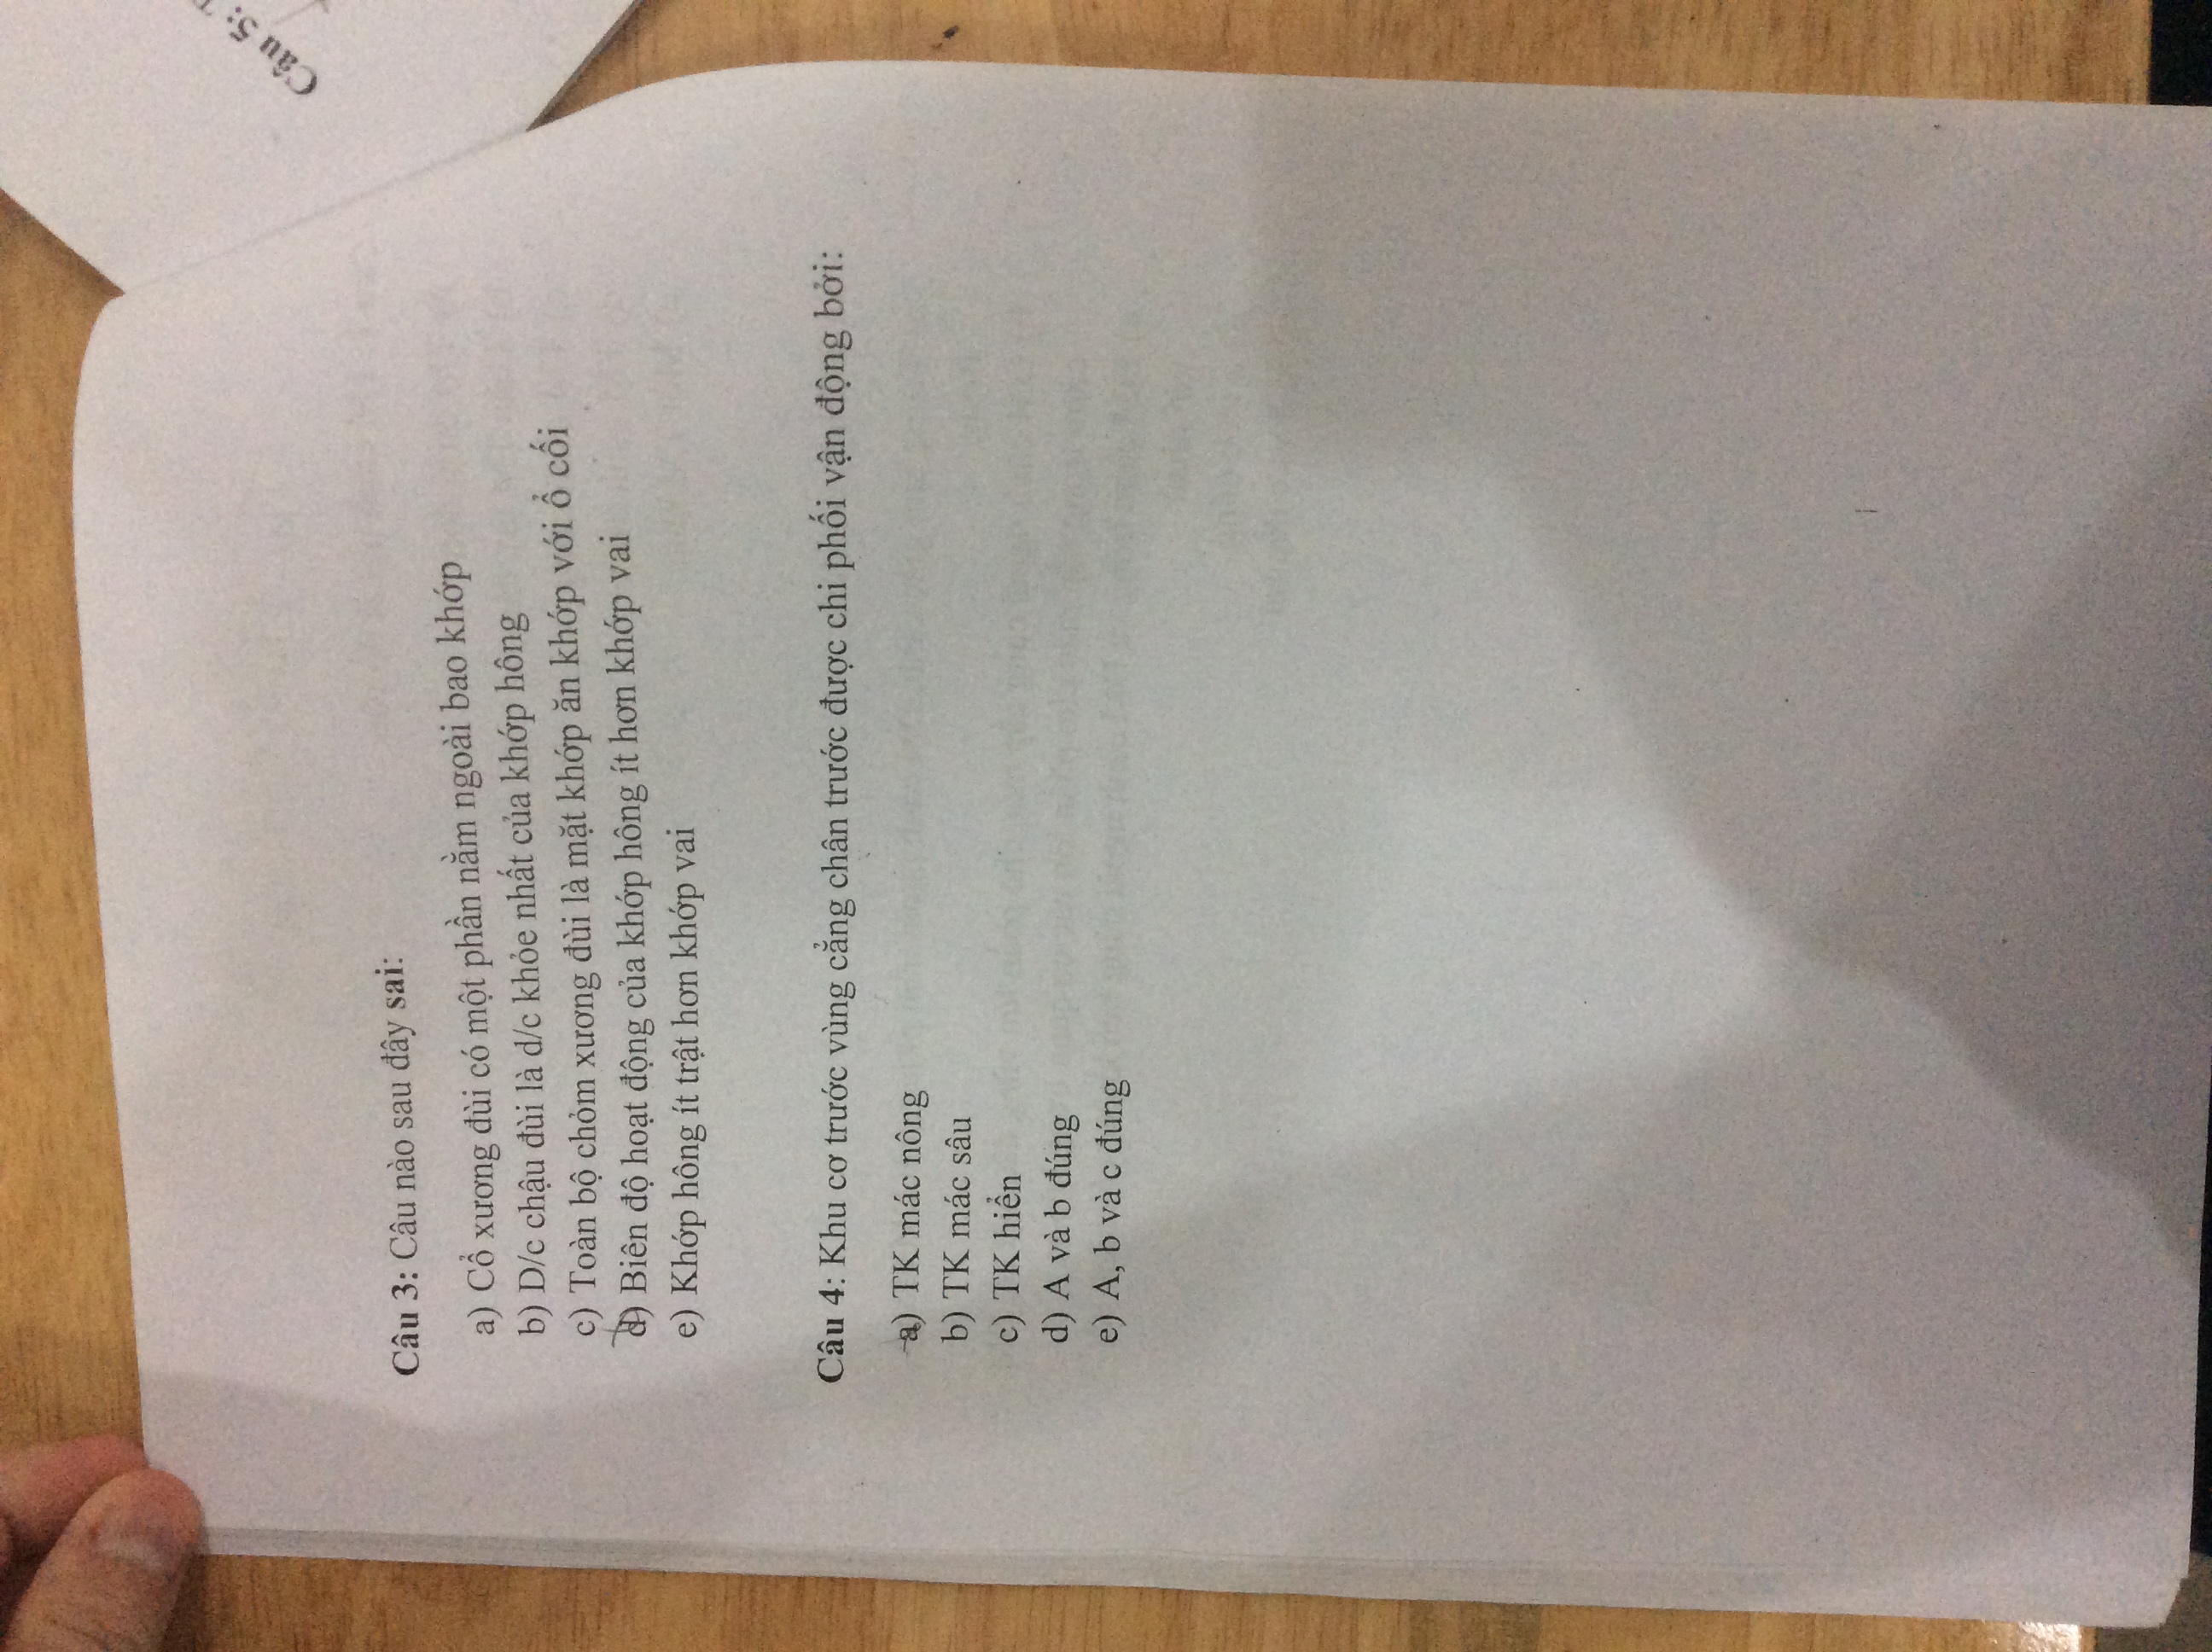 Câu 5:
Câu 3: Câu nào sau đây sai:
a) Cổ xương đùi có một phần nằm ngoài bao khớp
b) D/c chậu đùi là d/c khỏe nhất của khớp hông
c) Toàn bộ chỏm xương đùi là mặt khớp ăn khớp với ổ cối
d) Biên độ hoạt động của khớp hông ít hơn khớp vai
e) Khớp hông ít trật hơn khớp vai
Câu 4: Khu cơ trước vùng cẳng chân trước được chi phối vận động bởi:
a) TK mác nông
b) TK mác sâu
c) TK hiển
d) A và b đúng
e) A, b và c đúng